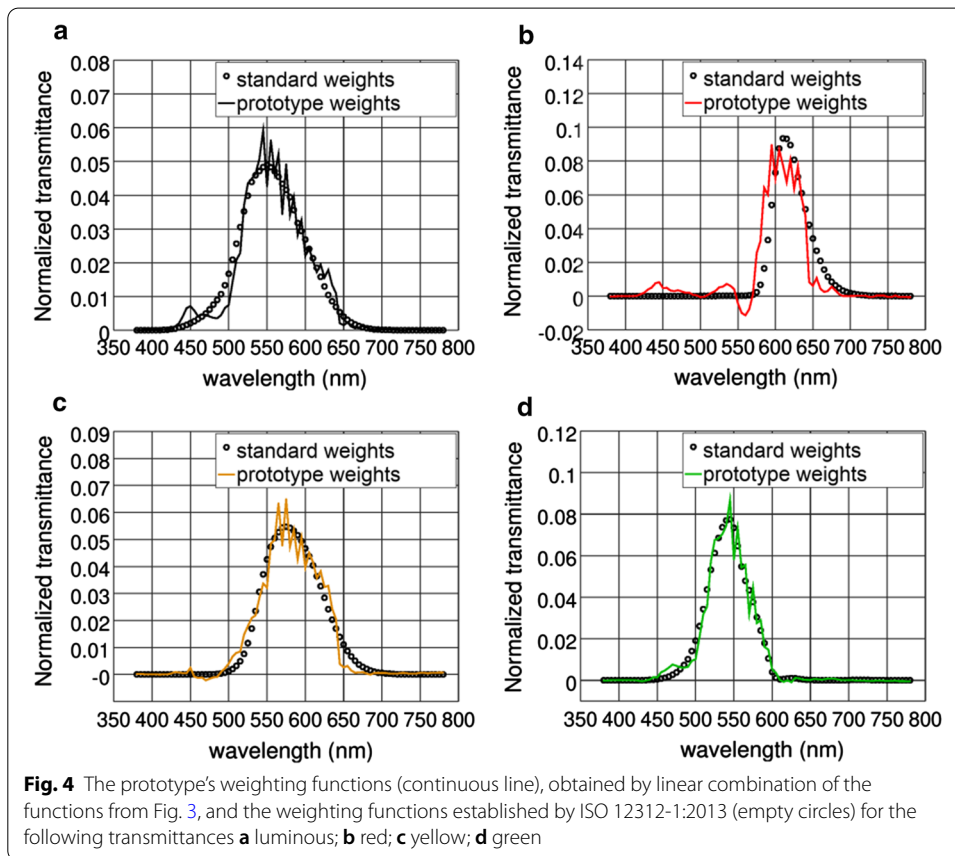 a
0.08
0.07
0.06
0.05
0.04
0.03
0.02
0.01
0
Normalized transmittance
standard weights
prototype weights
350 400 450 500 550 600 650 700 750 800
wavelength (nm)
b
0.14
0.12
0.1
0.08
0.06
0.04
0.02
0
-0.02
Normalized transmittance
standard weights
prototype weights
350 400 450 500 550 600 650 700 750 800
wavelength (nm)
c
0.09
0.08
0.07
0.06
0.05
0.04
0.03
0.02
0.01
-0
Normalized transmittance
standard weights
prototype weights
350 400 450 500 550 600 650 700 750 800
wavelength (nm)
d
0.12
0.1
0.08
0.06
0.04
0.02
0
Normalized transmittance
standard weights
prototype weights
350 400 450 500 550 600 650 700 750 800
wavelength (nm)
Fig. 4 The prototype's weighting functions (continuous line), obtained by linear combination of the
functions from Fig. 3, and the weighting functions established by ISO 12312-1:2013 (empty circles) for the
following transmittances a luminous; b red; c yellow; d green